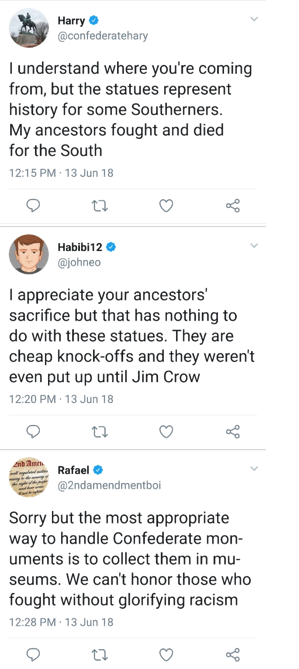 Harry
@confederatehary
I understand where you're coming
from, but the statues represent
history for some Southerners.
My ancestors fought and died
for the South
12:15 PM · 13 Jun 18
Habibi12
@johneo
I appreciate your ancestors'
sacrifice but that has nothing to
do with these statues. They are
cheap knock-offs and they weren't
even put up until Jim Crow
12:20 PM · 13 Jun 18
2nd Amen
Rafael
@2ndamendmentboi
Sorry but the most appropriate
way to handle Confederate mon-
uments is to collect them in mu-
seums. We can't honor those who
fought without glorifying racism
12:28 PM · 13 Jun 18